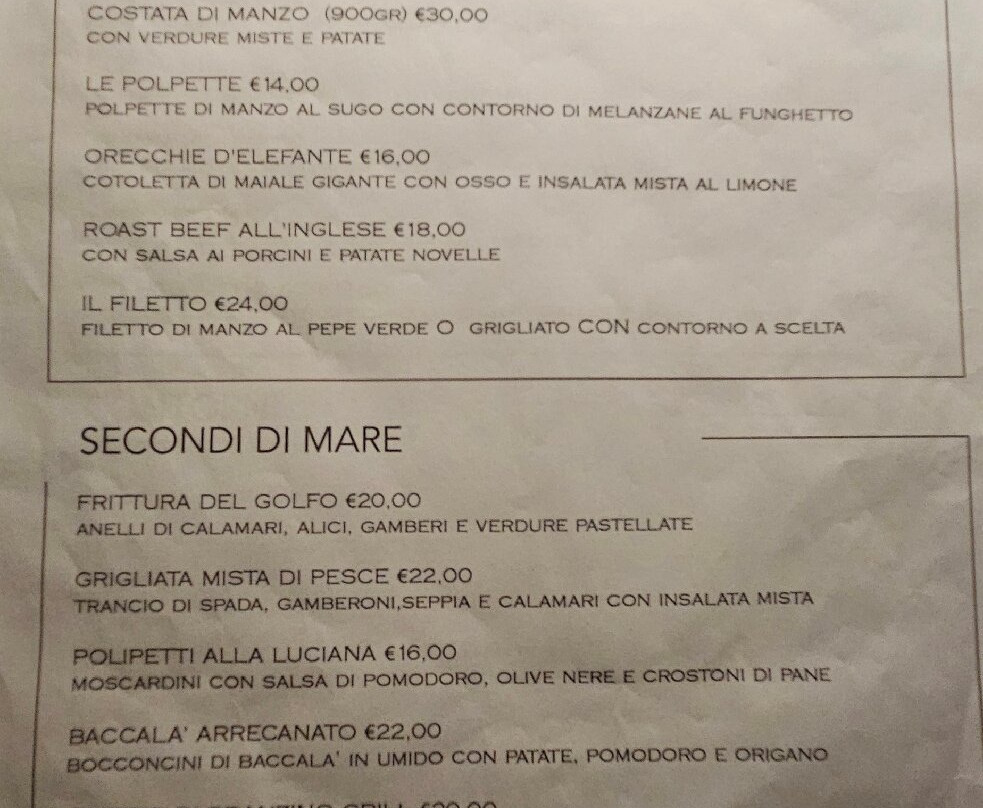 COSTATA DI MANZO (900GR) €30,00
CON VERDURE MISTE E PATATE
LE POLPETTE €14,00
POLPETTE DI MANZO AL SUGO CON CONTORNO DI MELANZANE AL FUNGHETTO
ORECCHIE D'ELEFANTE €16,00
COTOLETTA DI MAIALE GIGANTE CON OSSO E INSALATA MISTA AL LIMONE
ROAST BEEF ALL'INGLESE €18,00
CON SALSA AI PORCINI E PATATE NOVELLE
IL FILETTO €24,00
FILETTO DI MANZO AL PEPE VERDE O GRIGLIATO CON CONTORNO A SCELTA
SECONDI DI MARE
FRITTURA DEL GOLFO €20,00
ANELLI DI CALAMARI, ALICI, GAMBERI E VERDURE PASTELLATE
GRIGLIATA MISTA DI PESCE €22,00
TRANCIO DI SPADA, GAMBERONI,SEPPIA E CALAMARI CON INSALATA MISTA
POLIPETTI ALLA LUCIANA €16,00
MOSCARDINI CON SALSA DI POMODORO, OLIVE NERE E CROSTONI DI PANE
BACCALA' ARRECANATO €22,00
BOCCONCINI DI BACCALA' IN UMIDO CON PATATE, POMODORO E ORIGANO